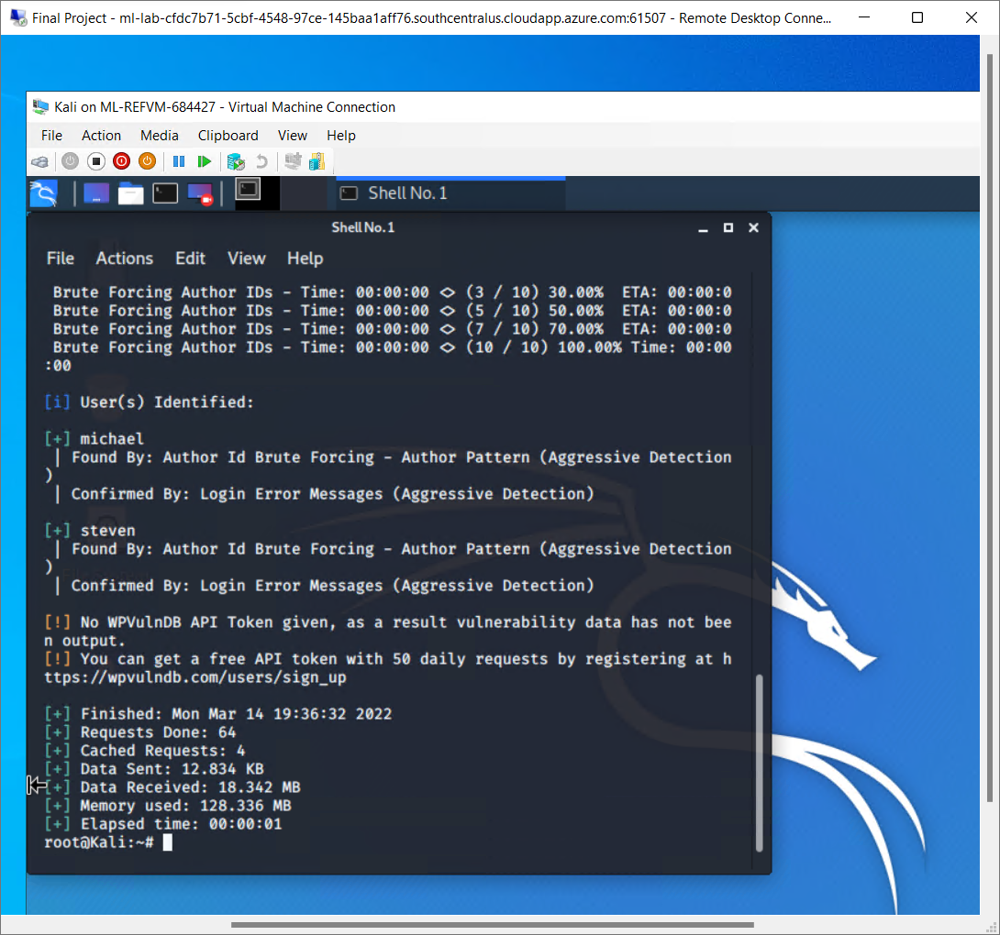 Final Project - ml-lab-cfdc7b71-5cbf-4548-97ce-145baa1aff76.southcentralus.cloudapp.azure.com:61507 - Remote Desktop Conne...
Kali on ML-REFVM-684427 - Virtual Machine Connection
File Action Media Clipboard View Help
Shell No. 1
Shell No.1
File Actions Edit View Help
Brute Forcing Author IDs - Time: 00:00:00 <> (3 / 10) 30.00%  ETA: 00:00:0
Brute Forcing Author IDs - Time: 00:00:00 <> (5 / 10) 50.00%  ETA: 00:00:0
Brute Forcing Author IDs - Time: 00:00:00 <> (7 / 10) 70.00%  ETA: 00:00:0
Brute Forcing Author IDs - Time: 00:00:00 <> (10 / 10) 100.00% Time: 00:00
:00
[i] User(s) Identified:
[+] michael
| Found By: Author Id Brute Forcing - Author Pattern (Aggressive Detection
)
| Confirmed By: Login Error Messages (Aggressive Detection)
[+] steven
| Found By: Author Id Brute Forcing - Author Pattern (Aggressive Detection
)
| Confirmed By: Login Error Messages (Aggressive Detection)
[!] No WPVulnDB API Token given, as a result vulnerability data has not bee
n output.
[!] You can get a free API token with 50 daily requests by registering at h
ttps://wpvulndb.com/users/sign_up
[+] Finished: Mon Mar 14 19:36:32 2022
[+] Requests Done: 64
[+] Cached Requests: 4
[+] Data Sent: 12.834 KB
[+] Data Received: 18.342 MB
[+] Memory used: 128.336 MB
[+] Elapsed time: 00:00:01
root@Kali:~#